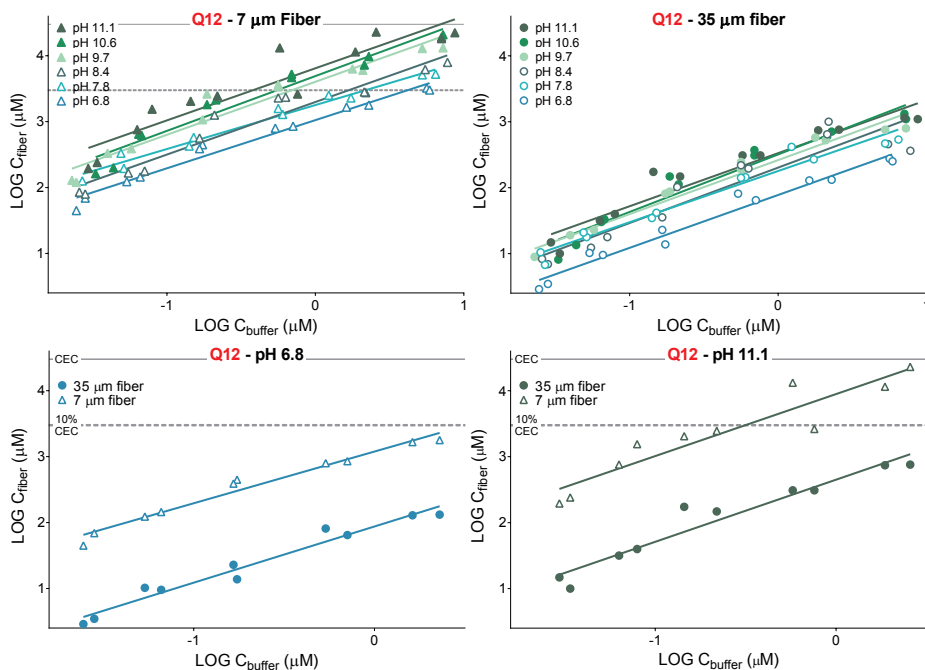 Q12 - 7 μm Fiber
pH 11.1
pH 10.6
pH 9.7
pH 8.4
pH 7.8
pH 6.8
LOG Cfiber (μM)
4
3
2
1
-1
0
1
LOG Cbuffer (μM)
Q12 - 35 μm fiber
pH 11.1
pH 10.6
pH 9.7
pH 8.4
pH 7.8
pH 6.8
LOG Cfiber (μM)
4
3
2
1
-1
0
1
LOG Cbuffer (μM)
Q12 - pH 6.8
CEC
35 μm fiber
7 μm fiber
10%
CEC
LOG Cfiber (μM)
4
3
2
1
-1
0
LOG Cbuffer (μM)
Q12 - pH 11.1
CEC
35 μm fiber
7 μm fiber
10%
CEC
LOG Cfiber (μM)
4
3
2
1
-1
0
LOG Cbuffer (μM)